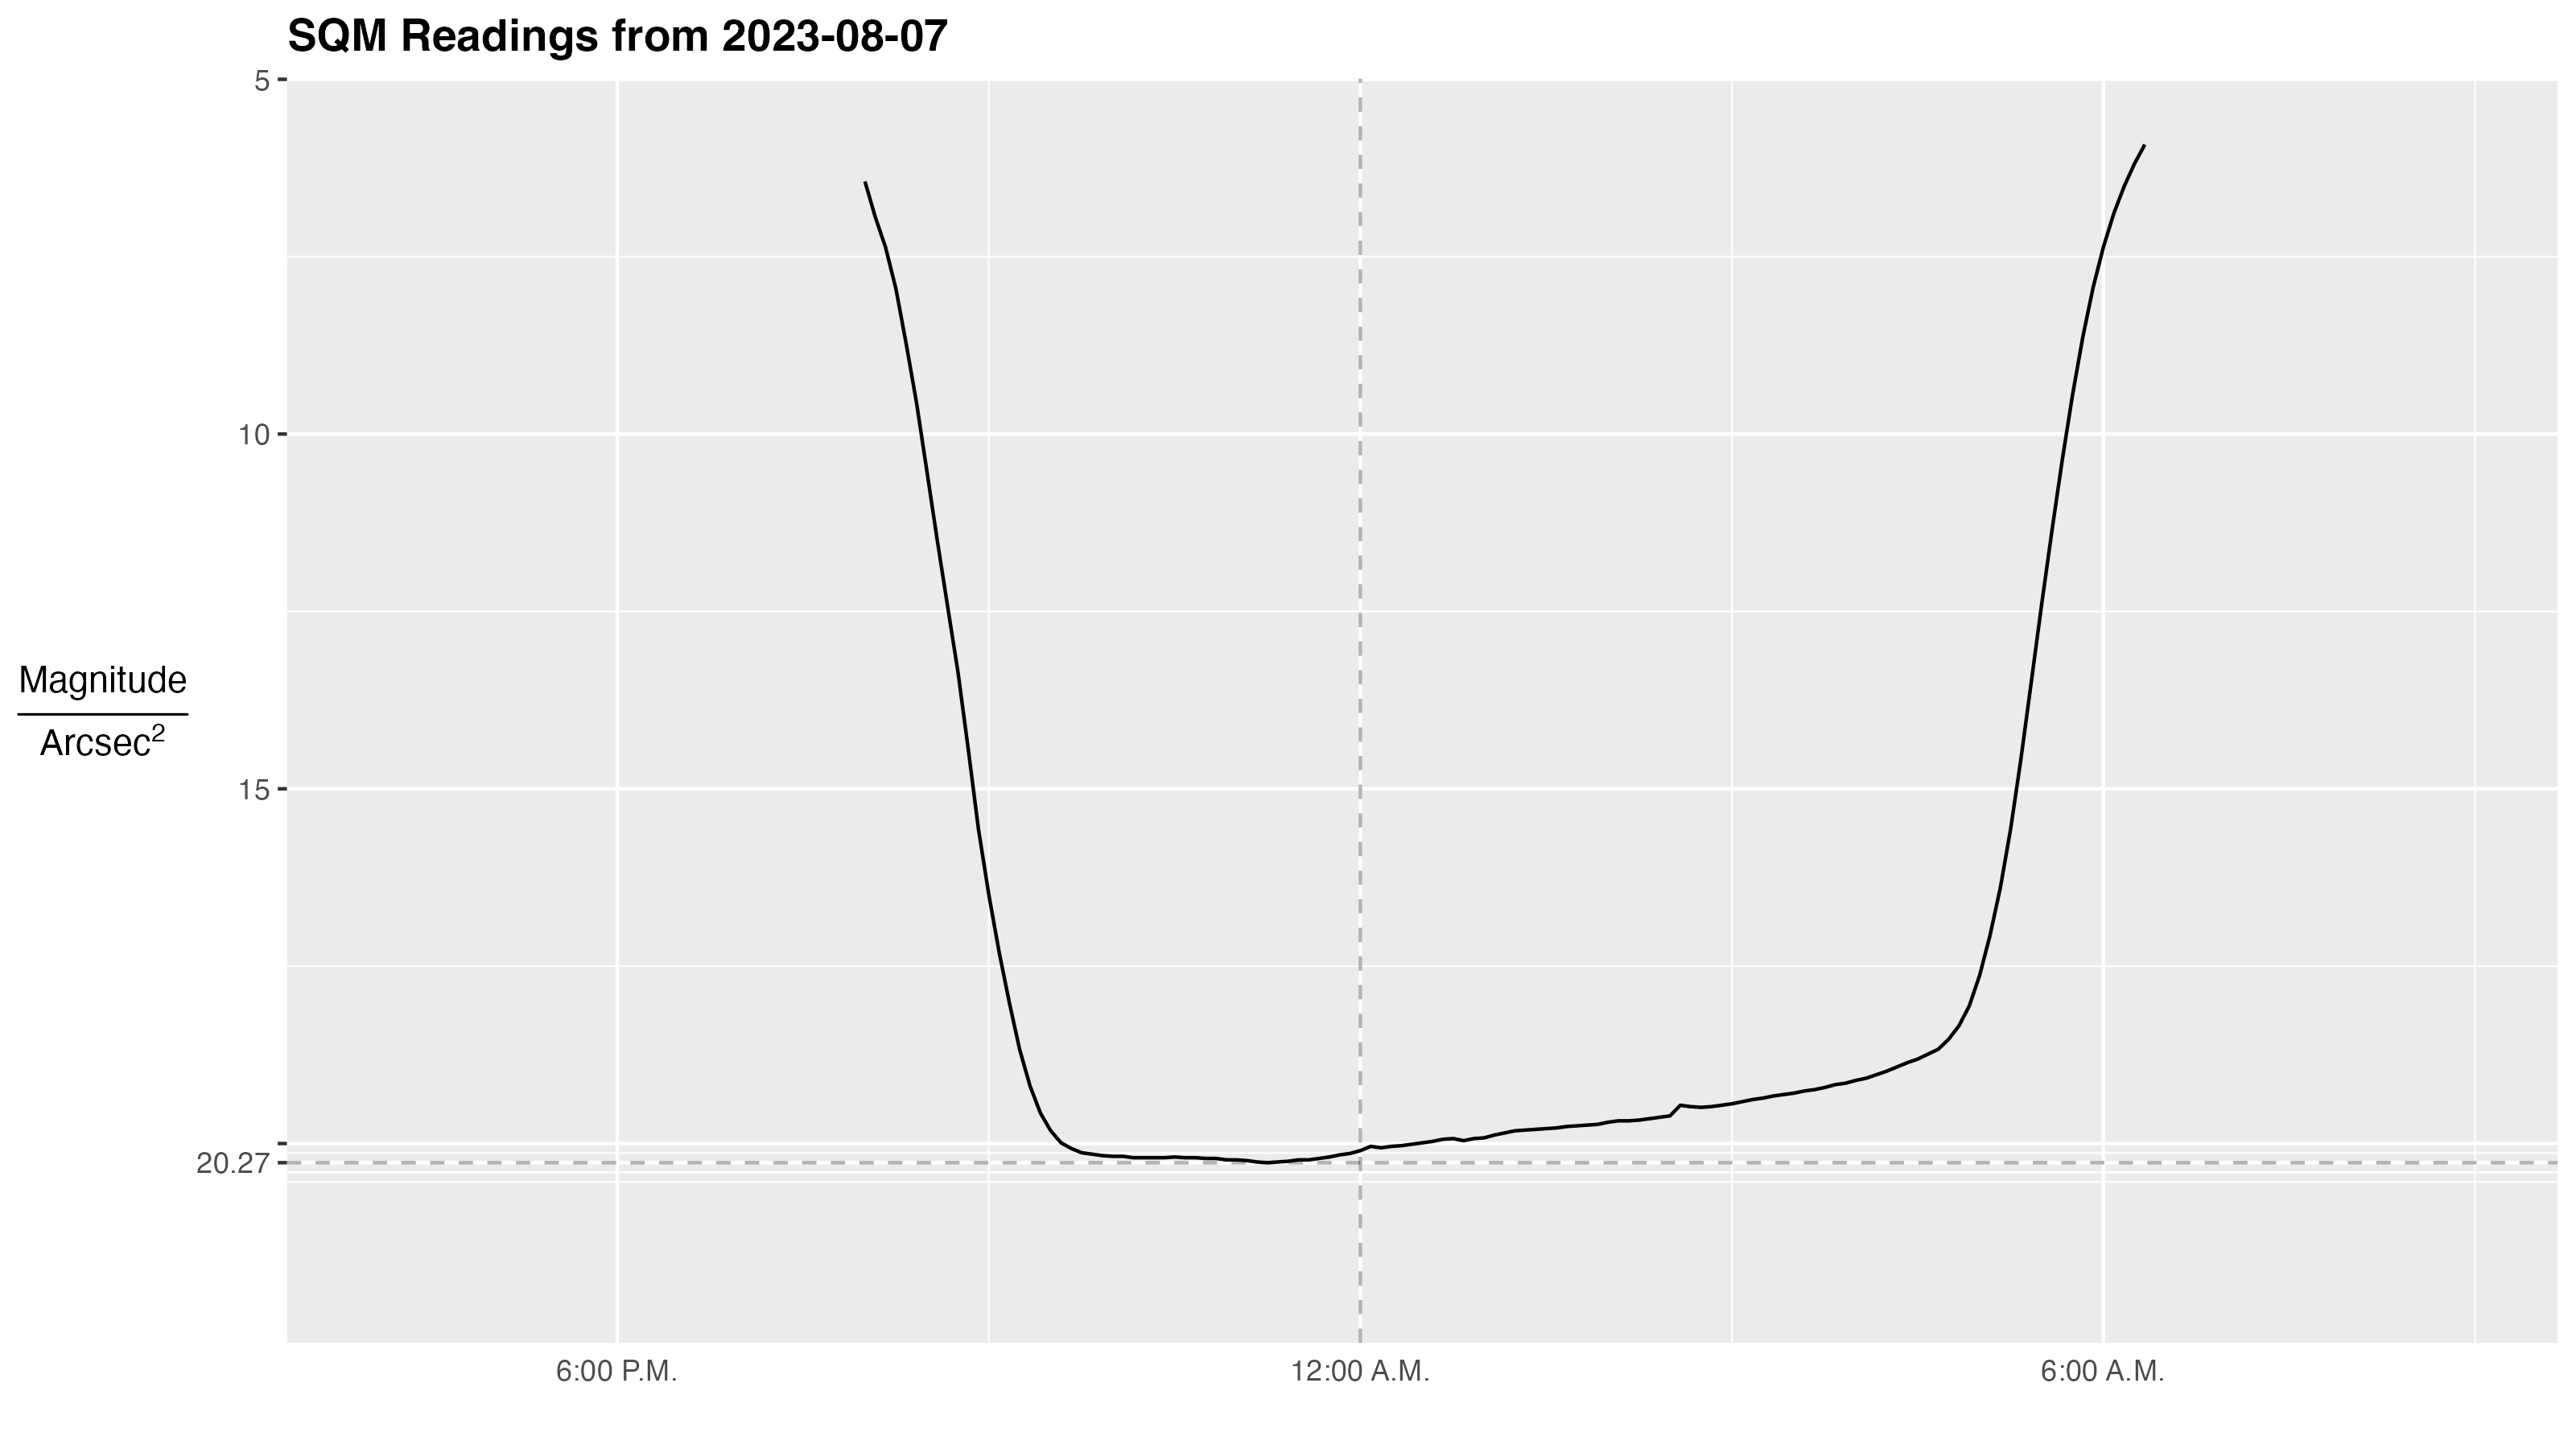 SQM Readings from 2023-08-07
5
10
15
20.27
Magnitude
Arcsec²
6:00 P.M.
12:00 A.M.
6:00 A.M.